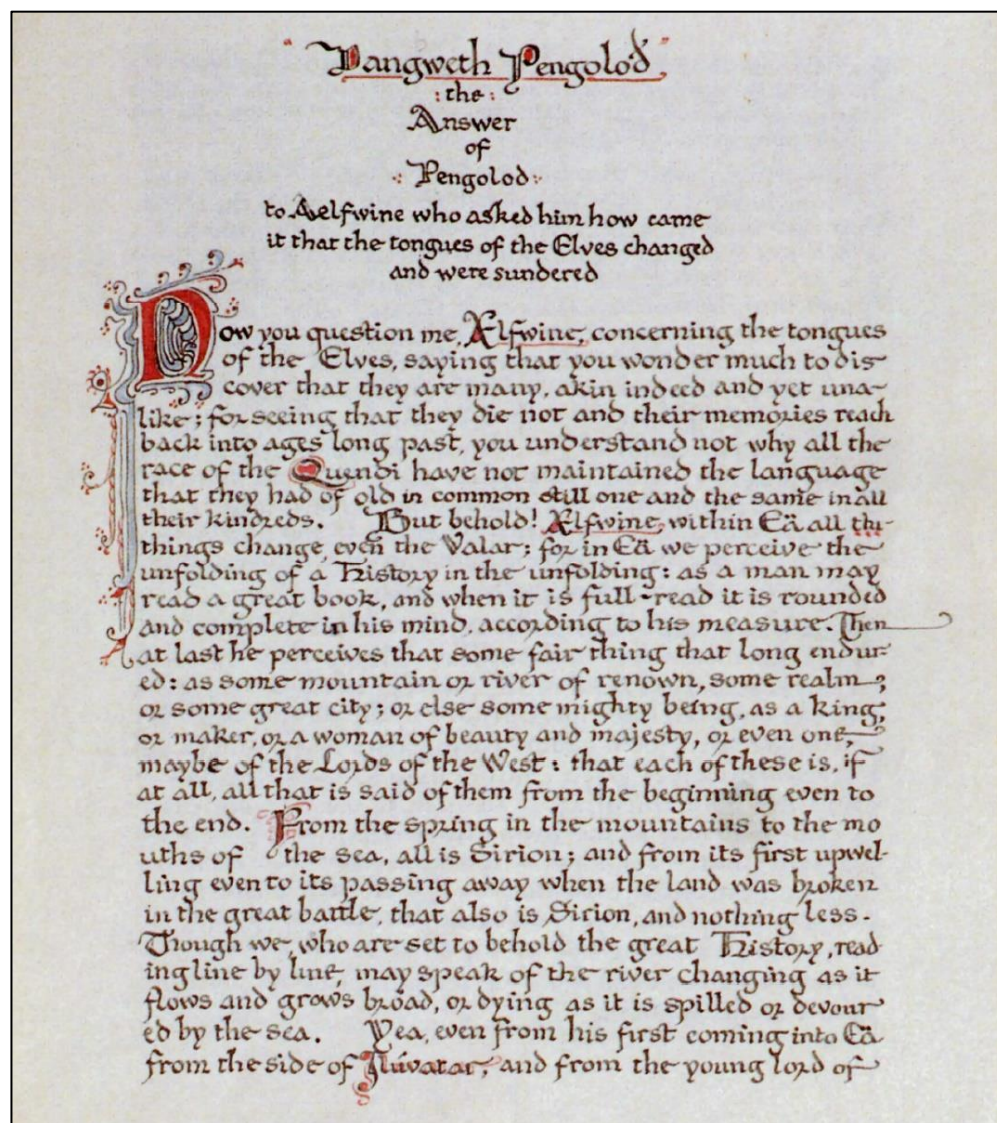 "Dangweth Pengoloð"
: the :
Answer
of
·: Pengolod :·
to Aelfwine who asked him how came
it that the tongues of the Elves changed
and were sundered
Now you question me, Ælfwine, concerning the tongues
of the Elves, saying that you wonder much to dis
cover that they are many, akin indeed and yet una-
like; for seeing that they die not and their memories reach
back into ages long past, you understand not why all the
race of the Quendi have not maintained the language
that they had of old in common still one and the same in all
their kindreds. But behold! Ælfwine, within Eä all thi-
things change, even the Valar; for in Eä we perceive the
unfolding of a History in the unfolding: as a man may
read a great book, and when it is full-read it is rounded
and complete in his mind, according to his measure. Then
at last he perceives that some fair thing that long endur-
ed: as some mountain or river of renown, some realm,
or some great city; or else some mighty being, as a king,
or maker, or a woman of beauty and majesty, or even one,
maybe of the Lords of the West: that each of these is, if
at all, all that is said of them from the beginning even to
the end. From the spring in the mountains to the mo
uths of the sea, all is Sirion; and from its first upwel-
ling even to its passing away when the land was broken
in the great battle, that also is Sirion, and nothing less.
Though we, who are set to behold the great History, read
ing line by line, may speak of the river changing as it
flows and grows broad, or dying as it is spilled or devour
ed by the sea. Yea, even from his first coming into Eä
from the side of Ilúvatar, and from the young lord of